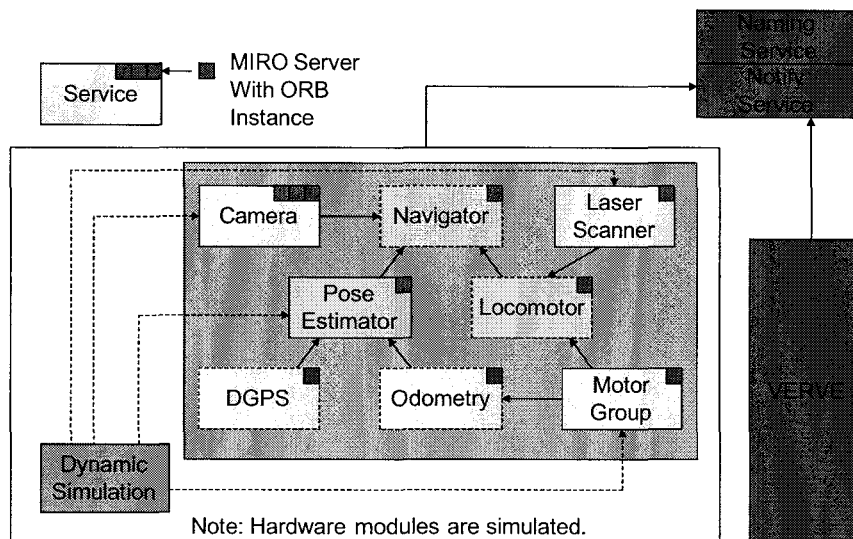 Service
MIRO Server
With ORB
Instance
Naming
Service
Notify
Service
Camera
Navigator
Laser
Scanner
Pose
Estimator
Locomotor
DGPS
Odometry
Motor
Group
VERVE
Dynamic
Simulation
Note: Hardware modules are simulated.